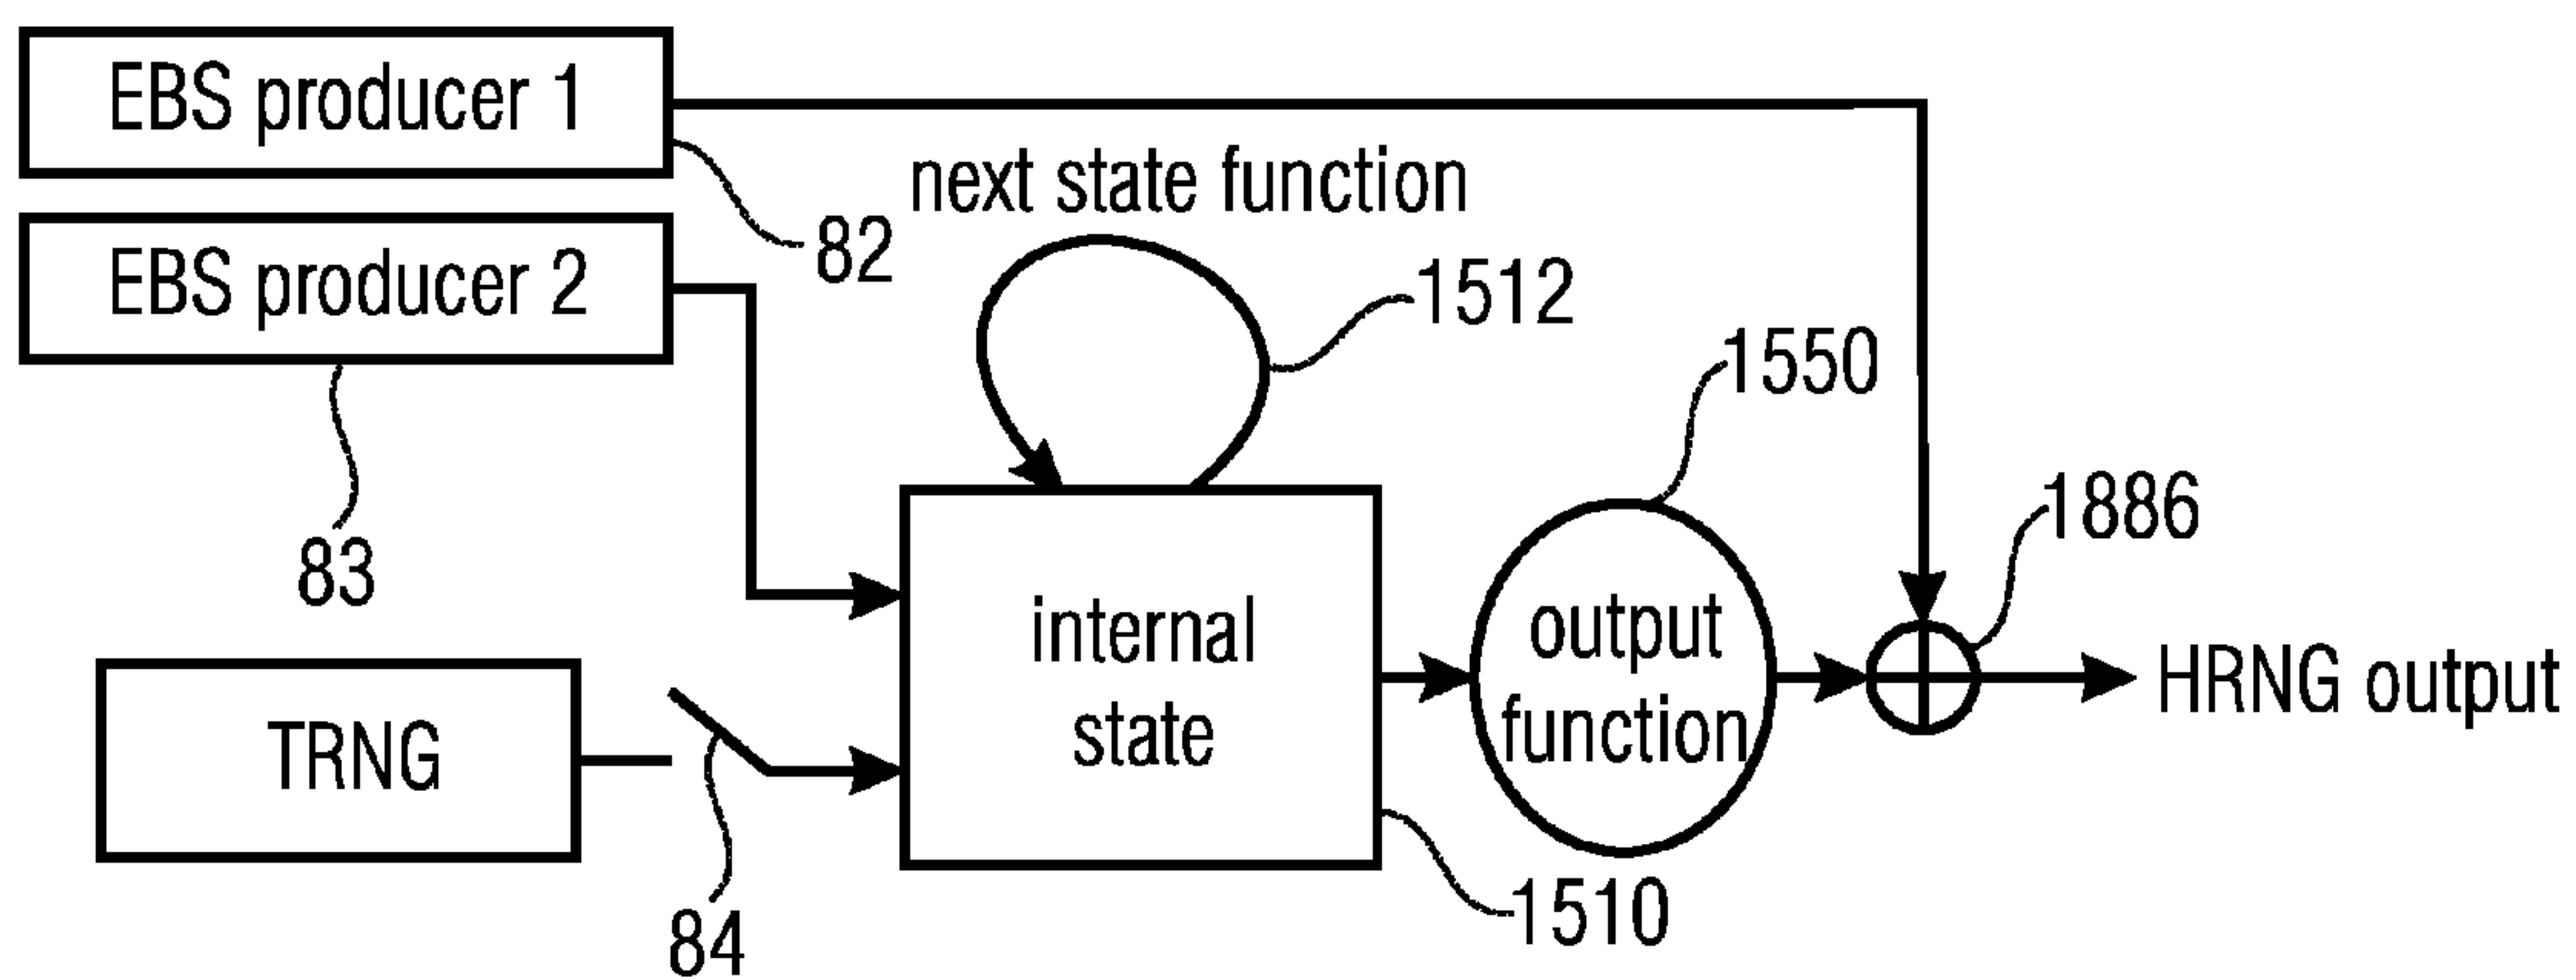 EBS producer 1
82
next state function
EBS producer 2
1512
83
1550
1886
TRNG
84
internal
state
output
function
HRNG output
1510